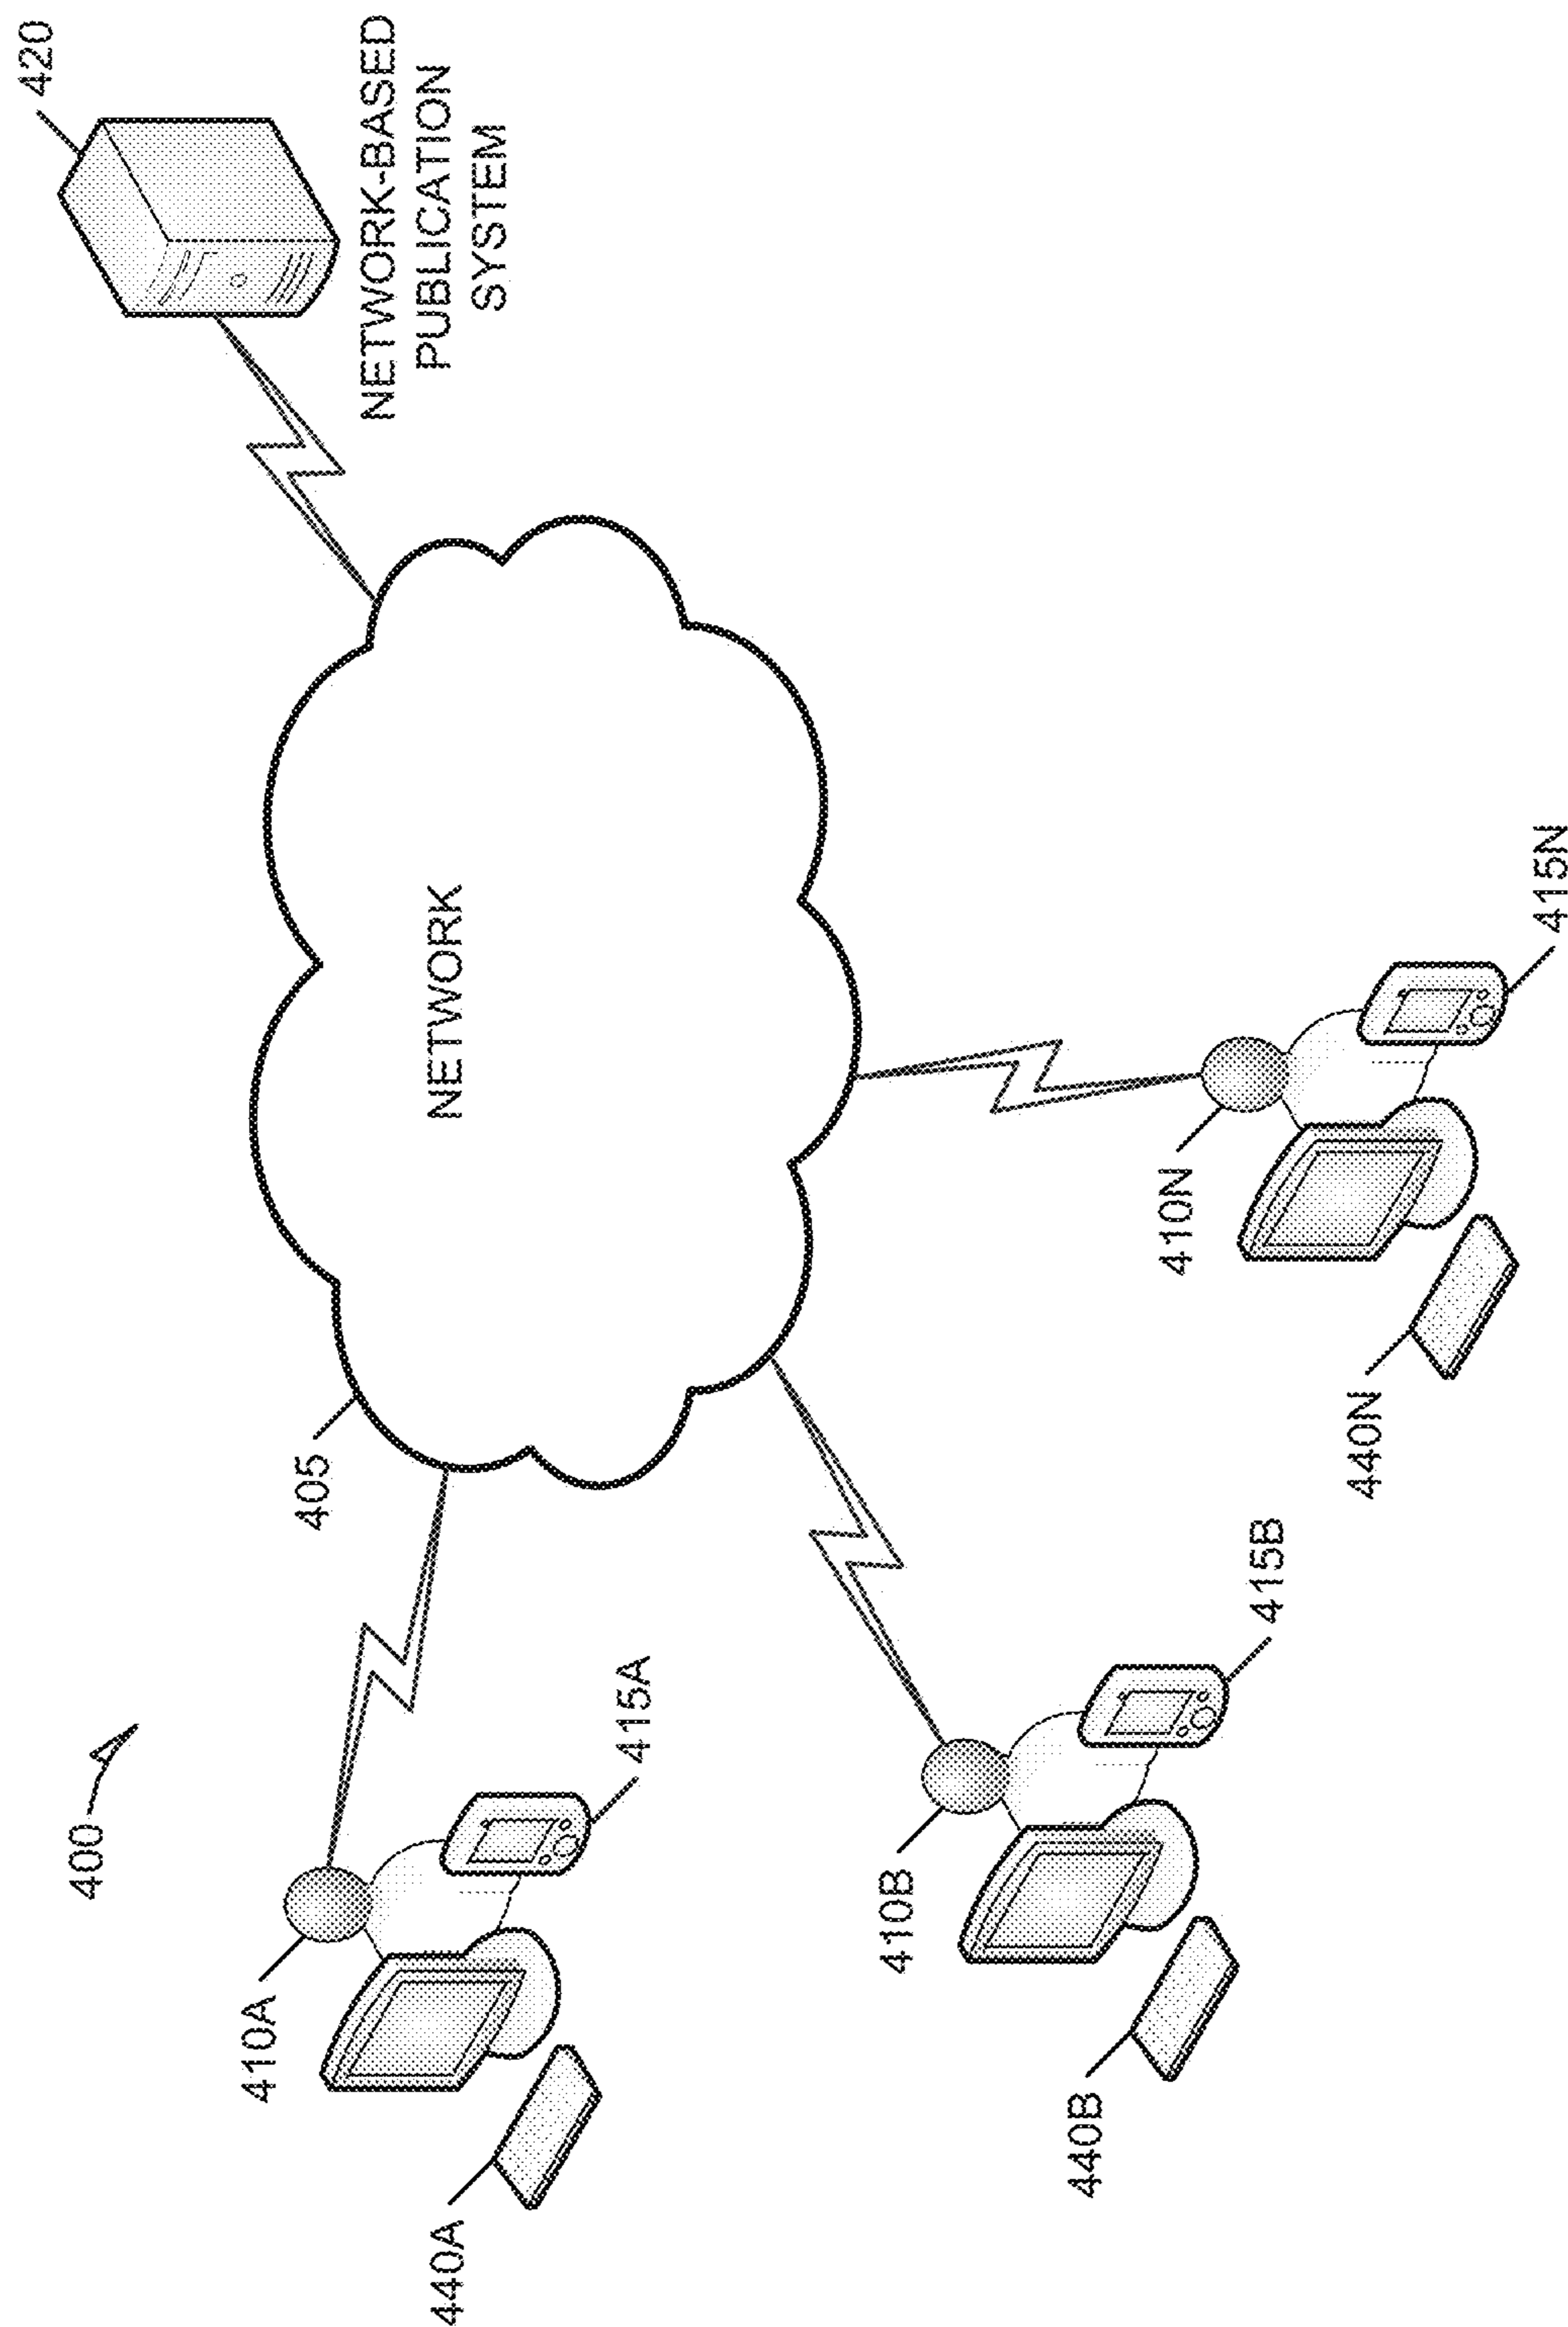 400
405
NETWORK
420
NETWORK-BASED
PUBLICATION
SYSTEM
410A
415A
440A
410B
415B
440B
410N
415N
440N